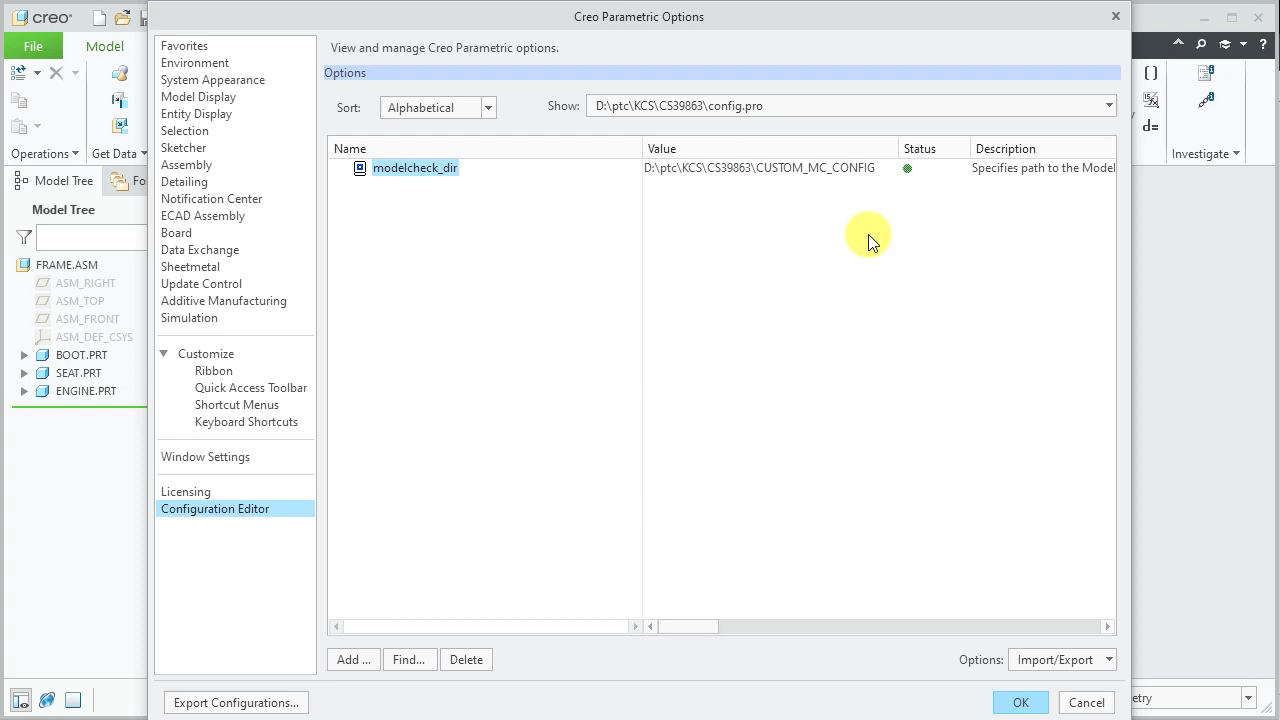 creo
Creo Parametric Options
File
Model
Operations
Get Data
Investigate
Model Tree
Fo
Model Tree
FRAME.ASM
ASM_RIGHT
ASM_TOP
ASM_FRONT
ASM_DEF_CSYS
BOOT.PRT
SEAT.PRT
ENGINE.PRT
Favorites
Environment
System Appearance
Model Display
Entity Display
Selection
Sketcher
Assembly
Detailing
Notification Center
ECAD Assembly
Board
Data Exchange
Sheetmetal
Update Control
Additive Manufacturing
Simulation
Customize
Ribbon
Quick Access Toolbar
Shortcut Menus
Keyboard Shortcuts
Window Settings
Licensing
Configuration Editor
View and manage Creo Parametric options.
Options
Sort: Alphabetical Show: D:\ptc\KCS\CS39863\config.pro
Name Value Status Description
modelcheck_dir D:\ptc\KCS\CS39863\CUSTOM_MC_CONFIG Specifies path to the Model
Add ... Find... Delete Options: Import/Export
Export Configurations... OK Cancel
etry
d=